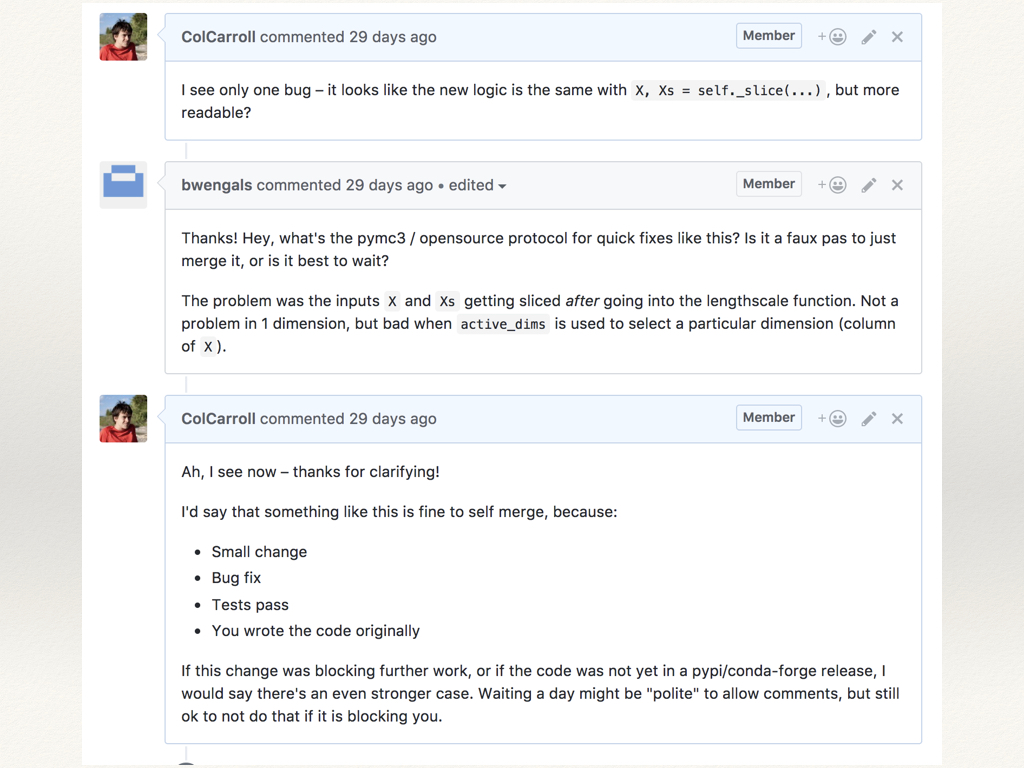 ColCarroll commented 29 days ago Member
I see only one bug – it looks like the new logic is the same with X, Xs = self._slice(...) , but more
readable?
bwengals commented 29 days ago • edited Member
Thanks! Hey, what's the pymc3 / opensource protocol for quick fixes like this? Is it a faux pas to just
merge it, or is it best to wait?
The problem was the inputs X and Xs getting sliced after going into the lengthscale function. Not a
problem in 1 dimension, but bad when active_dims is used to select a particular dimension (column
of X ).
ColCarroll commented 29 days ago Member
Ah, I see now – thanks for clarifying!
I'd say that something like this is fine to self merge, because:
• Small change
• Bug fix
• Tests pass
• You wrote the code originally
If this change was blocking further work, or if the code was not yet in a pypi/conda-forge release, I
would say there's an even stronger case. Waiting a day might be "polite" to allow comments, but still
ok to not do that if it is blocking you.